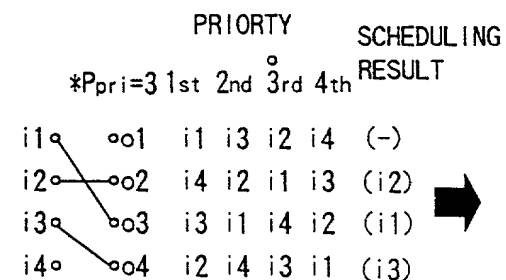 PRIORTY
SCHEDULING
RESULT
*Ppri=3 1st 2nd 3rd 4th
i1 o1 i1 i3 i2 i4 (-)
i2 o2 i4 i2 i1 i3 (i2)
i3 o3 i3 i1 i4 i2 (i1)
i4 o4 i2 i4 i3 i1 (i3)